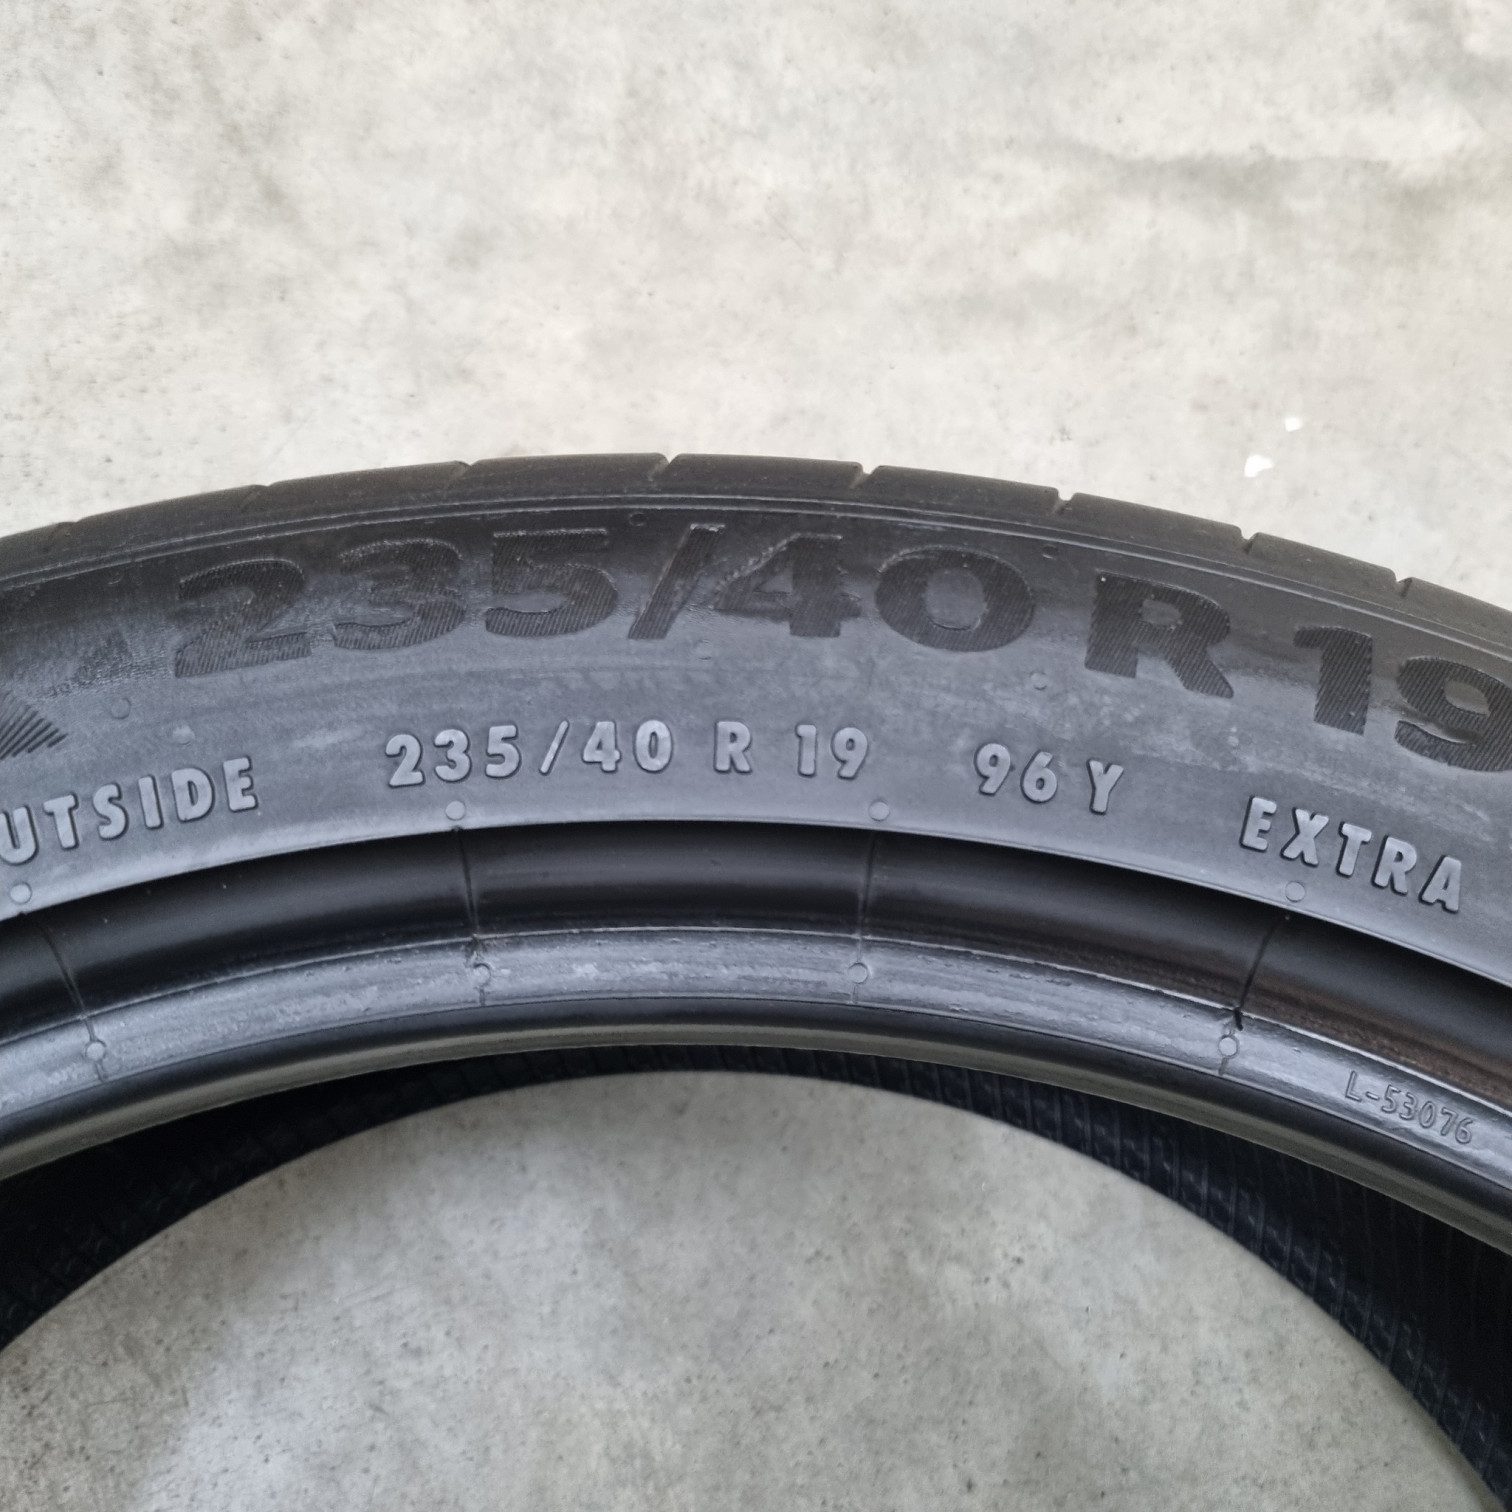 235/40 R 19
UTSIDE 235/40 R 19 96 Y EXTRA
L-53076